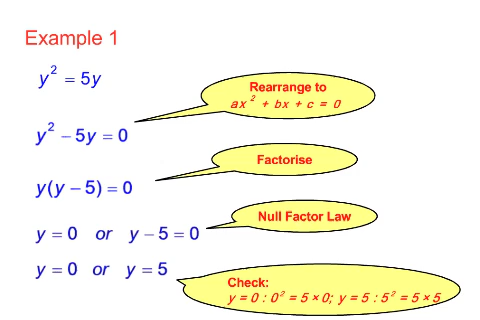 Example 1
y² = 5y
Rearrange to
ax² + bx + c = 0
y² − 5y = 0
Factorise
y(y − 5) = 0
Null Factor Law
y = 0 or y − 5 = 0
y = 0 or y = 5
Check:
y = 0 : 0² = 5 × 0; y = 5 : 5² = 5 × 5